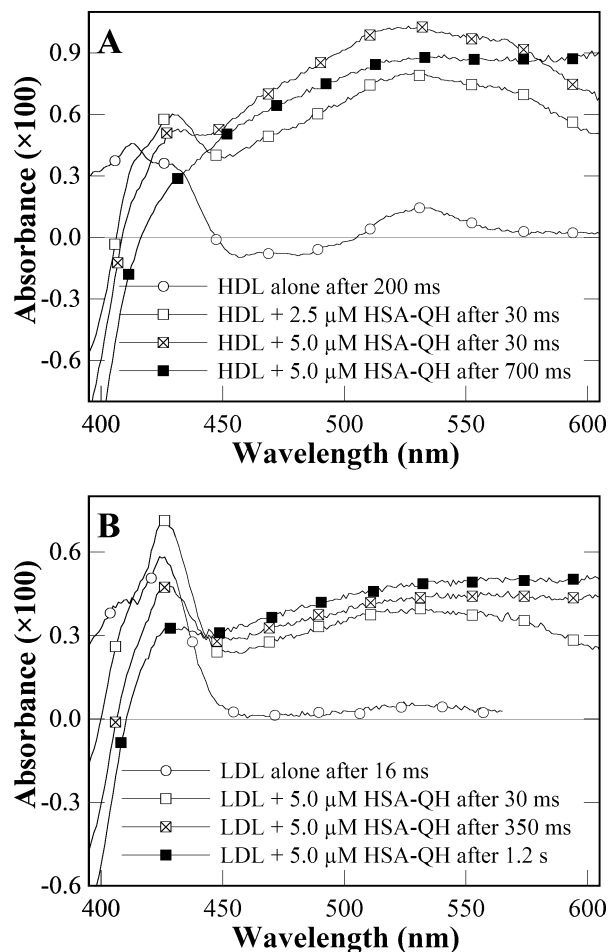 A
Absorbance (×100)
0.9
0.6
0.3
0.0
-0.3
-0.6
HDL alone after 200 ms
HDL + 2.5 µM HSA-QH after 30 ms
HDL + 5.0 µM HSA-QH after 30 ms
HDL + 5.0 µM HSA-QH after 700 ms
400 450 500 550 600
Wavelength (nm)
B
Absorbance (×100)
0.6
0.3
0.0
-0.3
-0.6
LDL alone after 16 ms
LDL + 5.0 µM HSA-QH after 30 ms
LDL + 5.0 µM HSA-QH after 350 ms
LDL + 5.0 µM HSA-QH after 1.2 s
400 450 500 550 600
Wavelength (nm)